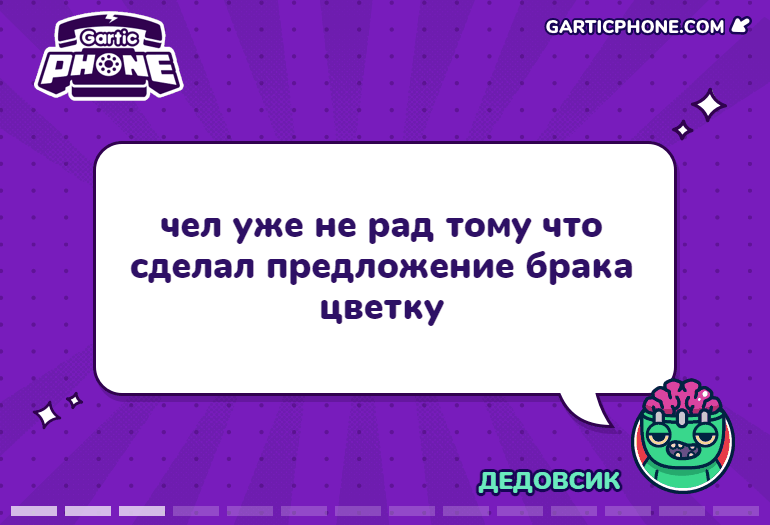 Gartic
PHONE
GARTICPHONE.COM
чел уже не рад тому что
сделал предложение брака
цветку
ДЕДОВСИК